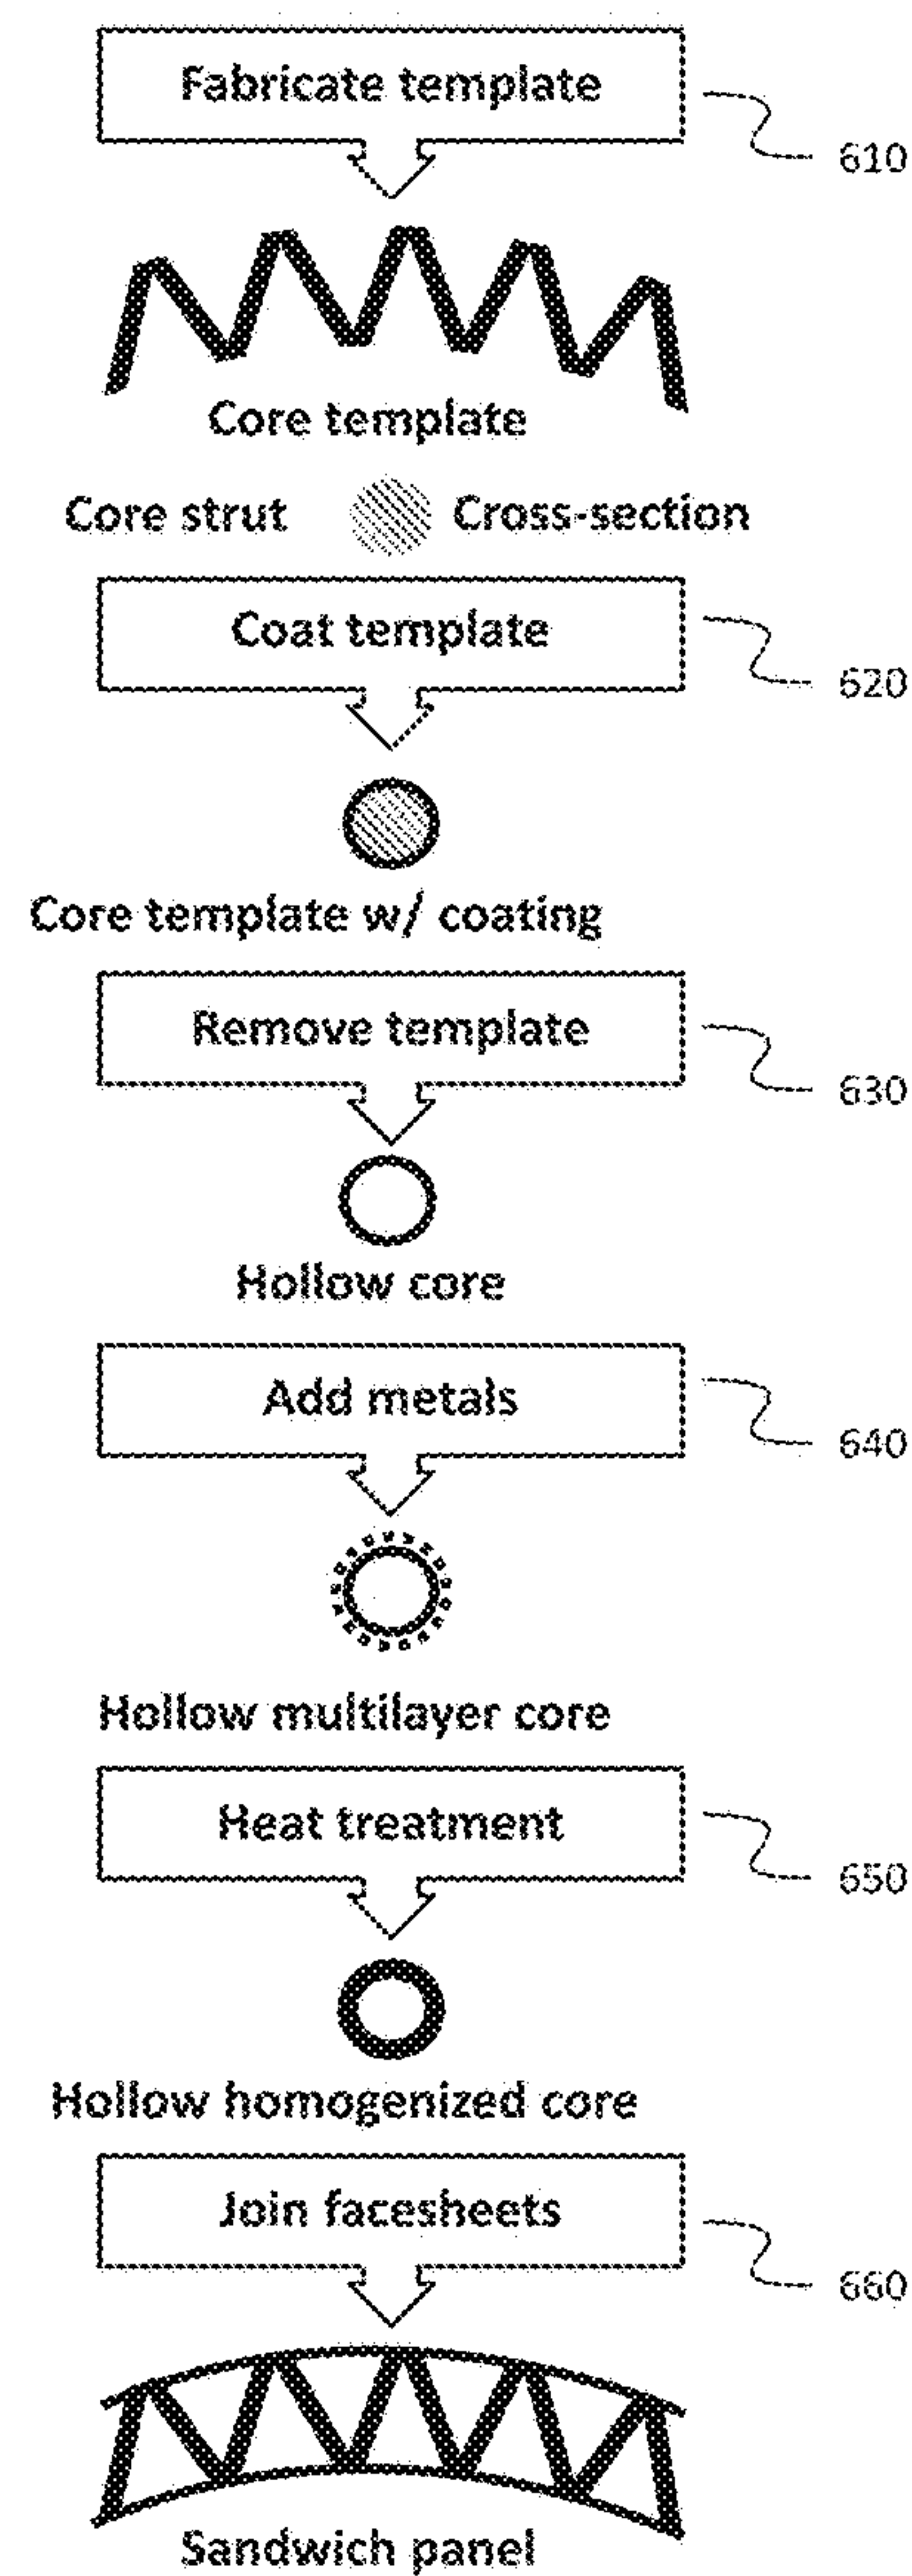 Fabricate template
610
Core template
Core strut Cross-section
Coat template
620
Core template w/ coating
Remove template
630
Hollow core
Add metals
640
Hollow multilayer core
Heat treatment
650
Hollow homogenized core
Join facesheets
660
Sandwich panel